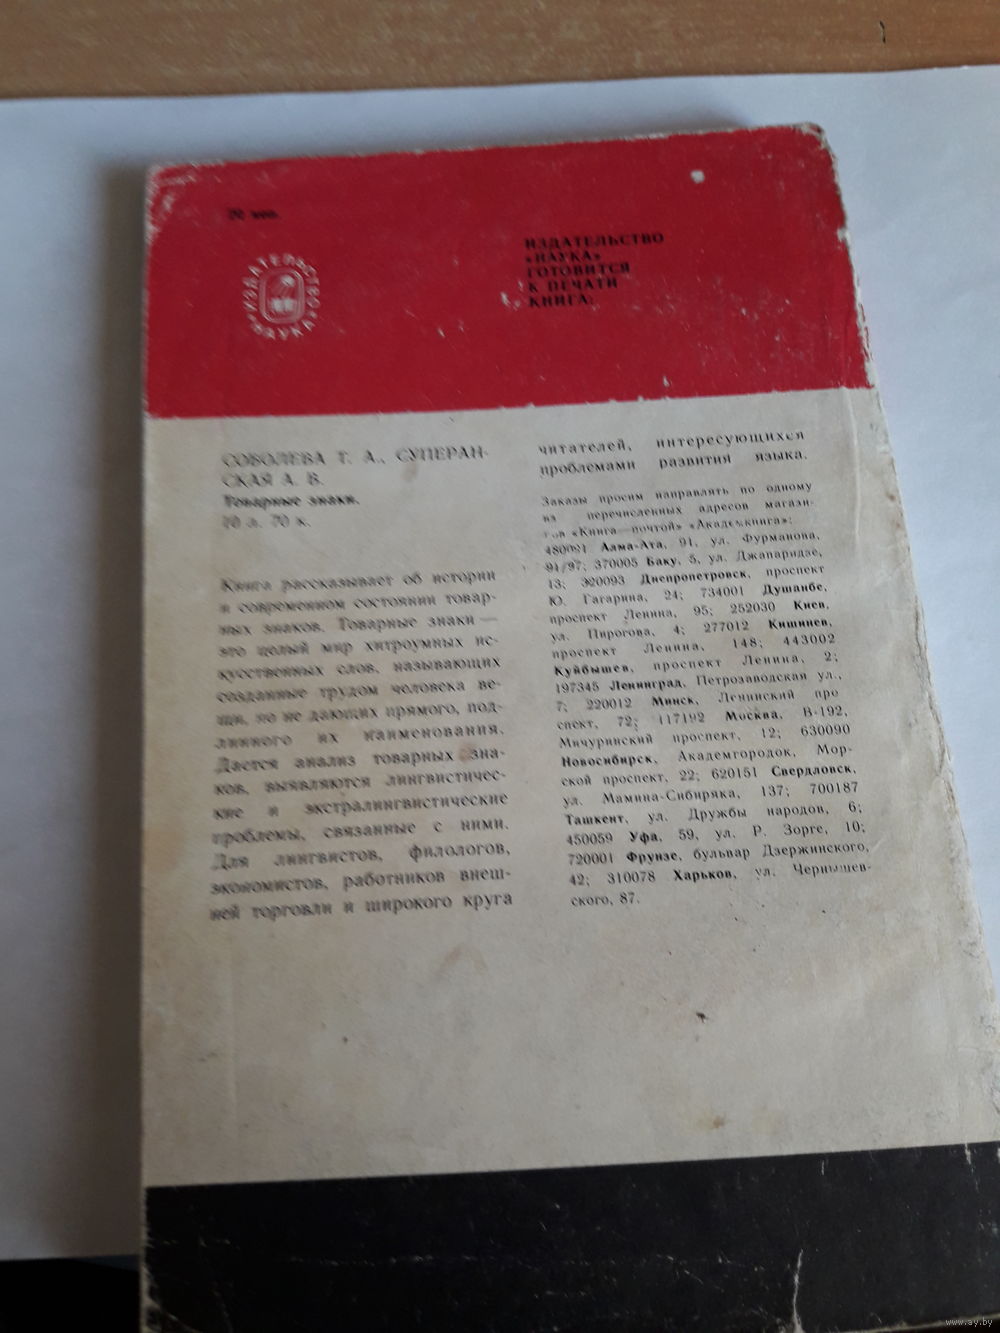 коп.
ИЗДАТЕЛЬСТВО
«НАУКА»
ГОТОВИТСЯ
К ПЕЧАТИ
КНИГА:
ИЗДАТЕЛЬСТВО • НАУКА •
СОБОЛЕВА Т. А., СУПЕРАН-
СКАЯ А. В.
Товарные знаки.
10 л. 70 к.
Книга рассказывает об истории
и современном состоянии товар-
ных знаков. Товарные знаки —
это целый мир хитроумных ис-
кусственных слов, называющих
созданные трудом человека ве-
щи, но не дающих прямого, под-
линного их наименования.
Дается анализ товарных зна-
ков, выявляются лингвистичес-
кие и экстралингвистические
проблемы, связанные с ними.
Для лингвистов, филологов,
экономистов, работников внеш-
ней торговли и широкого круга
читателей, интересующихся
проблемами развития языка.
Заказы просим направлять по одному
из перечисленных адресов магази-
нов «Книга—почтой» «Академкнига»:
480091 Алма-Ата, 91, ул. Фурманова,
91/97; 370005 Баку, 5, ул. Джапаридзе,
13; 320093 Днепропетровск, проспект
Ю. Гагарина, 24; 734001 Душанбе,
проспект Ленина, 95; 252030 Киев,
ул. Пирогова, 4; 277012 Кишинев,
проспект Ленина, 148; 443002
Куйбышев, проспект Ленина, 2;
197345 Ленинград, Петрозаводская ул.,
7; 220012 Минск, Ленинский про
спект, 72; 117192 Москва, В-192,
Мичуринский проспект, 12; 630090
Новосибирск, Академгородок, Мор-
ской проспект, 22; 620151 Свердловск,
ул. Мамина-Сибиряка, 137; 700187
Ташкент, ул. Дружбы народов, 6;
450059 Уфа, 59, ул. Р. Зорге, 10;
720001 Фрунзе, бульвар Дзержинского,
42; 310078 Харьков, ул. Чернышев-
ского, 87.
www.ay.by